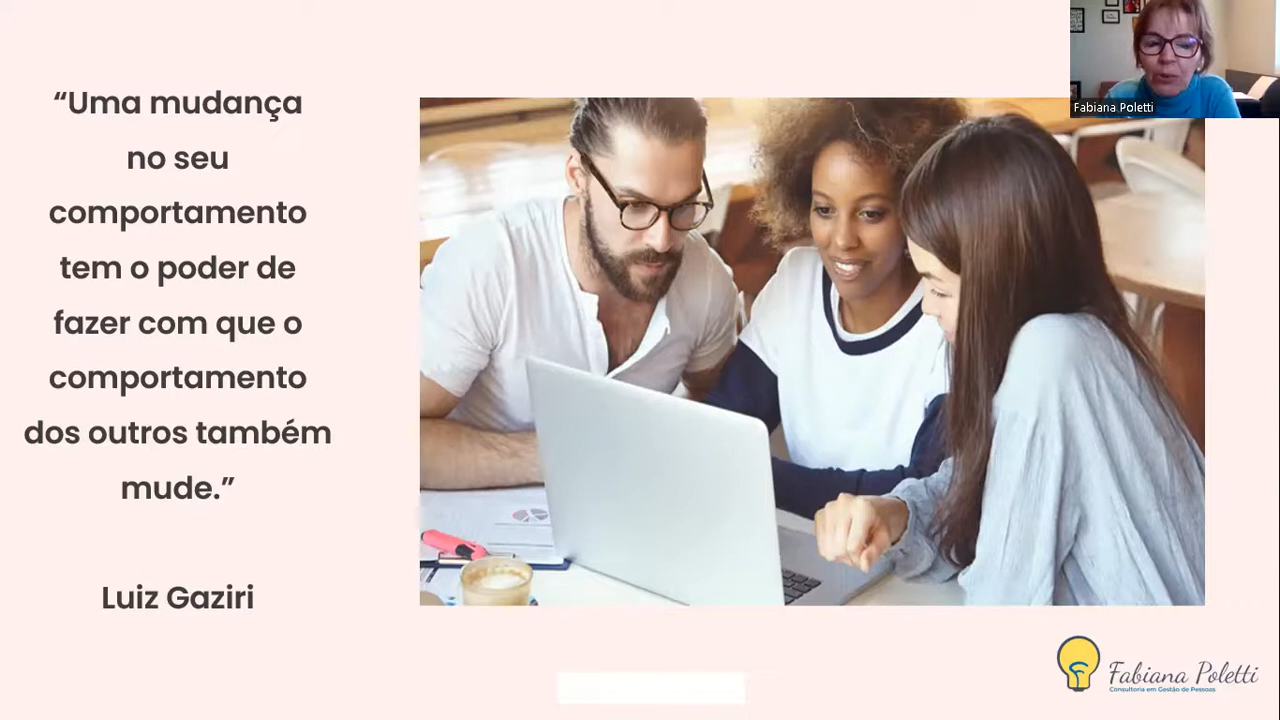 “Uma mudança
no seu
comportamento
tem o poder de
fazer com que o
comportamento
dos outros também
mude.”
Luiz Gaziri
Fabiana Poletti
Fabiana Poletti
Consultoria em Gestão de Pessoas